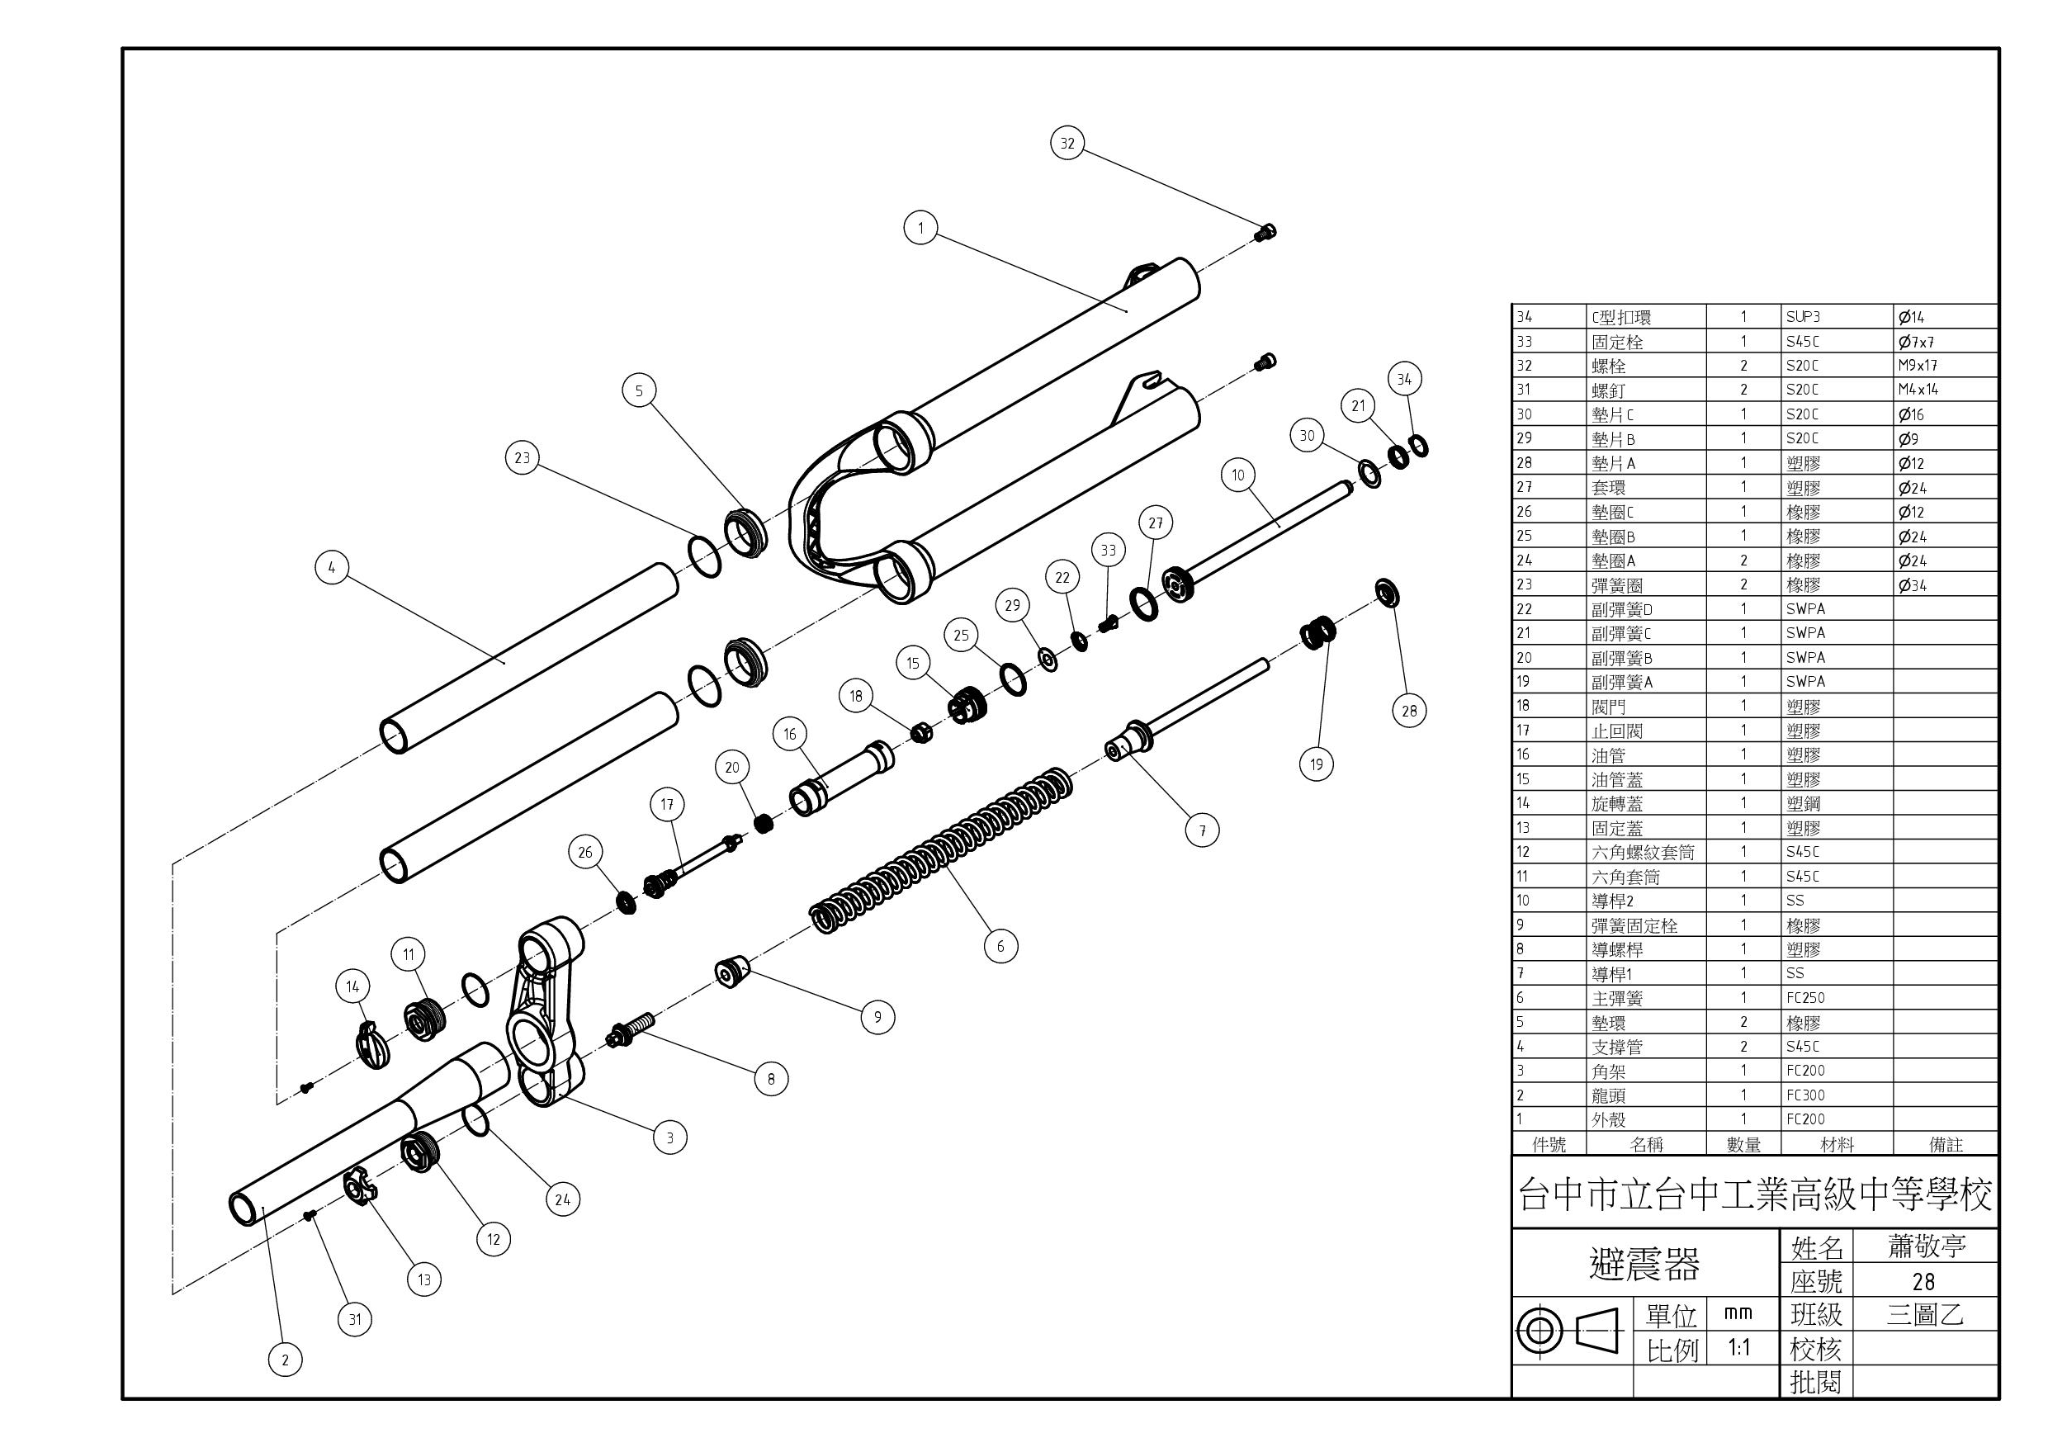 32
1
5
34
21
30
23
10
27
33
4
22
29
25
15
18
28
16
19
20
17
7
26
6
11
14
9
8
3
24
12
13
31
2
34 C型扣環 1 SUP3 Ø14
33 固定栓 1 S45C Ø7x7
32 螺栓 2 S20C M9x17
31 螺釘 2 S20C M4x14
30 墊片C 1 S20C Ø16
29 墊片B 1 S20C Ø9
28 墊片A 1 塑膠 Ø12
27 套環 1 塑膠 Ø24
26 墊圈C 1 橡膠 Ø12
25 墊圈B 1 橡膠 Ø24
24 墊圈A 2 橡膠 Ø24
23 彈簧圈 2 橡膠 Ø34
22 副彈簧D 1 SWPA
21 副彈簧C 1 SWPA
20 副彈簧B 1 SWPA
19 副彈簧A 1 SWPA
18 閥門 1 塑膠
17 止回閥 1 塑膠
16 油管 1 塑膠
15 油管蓋 1 塑膠
14 旋轉蓋 1 塑鋼
13 固定蓋 1 塑膠
12 六角螺紋套筒 1 S45C
11 六角套筒 1 S45C
10 導桿2 1 SS
9 彈簧固定栓 1 橡膠
8 導螺桿 1 塑膠
7 導桿1 1 SS
6 主彈簧 1 FC250
5 墊環 2 橡膠
4 支撐管 2 S45C
3 角架 1 FC200
2 龍頭 1 FC300
1 外殼 1 FC200
件號 名稱 數量 材料 備註
台中市立台中工業高級中等學校
避震器
姓名 蕭敬亭
座號 28
單位 mm 班級 三圖乙
比例 1:1 校核
批閱